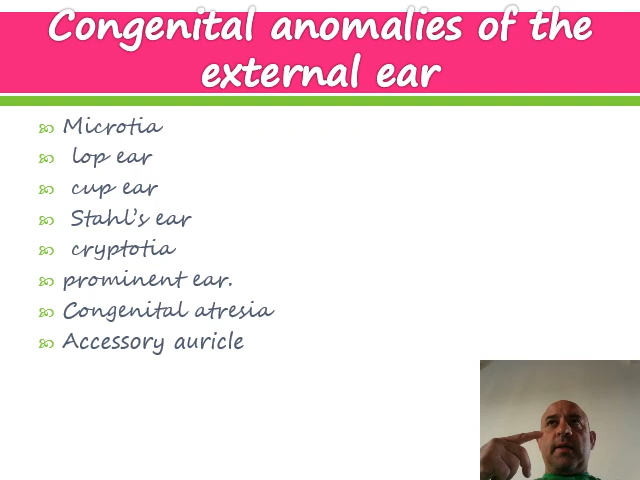 Congenital anomalies of the
external ear
Microtia
lop ear
cup ear
Stahl's ear
cryptotia
prominent ear.
Congenital atresia
Accessory auricle